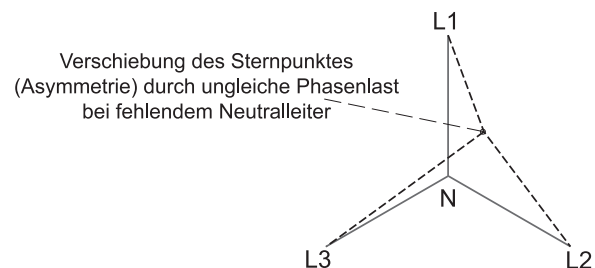 L1
Verschiebung des Sternpunktes
(Asymmetrie) durch ungleiche Phasenlast
bei fehlendem Neutralleiter
N
L3
L2